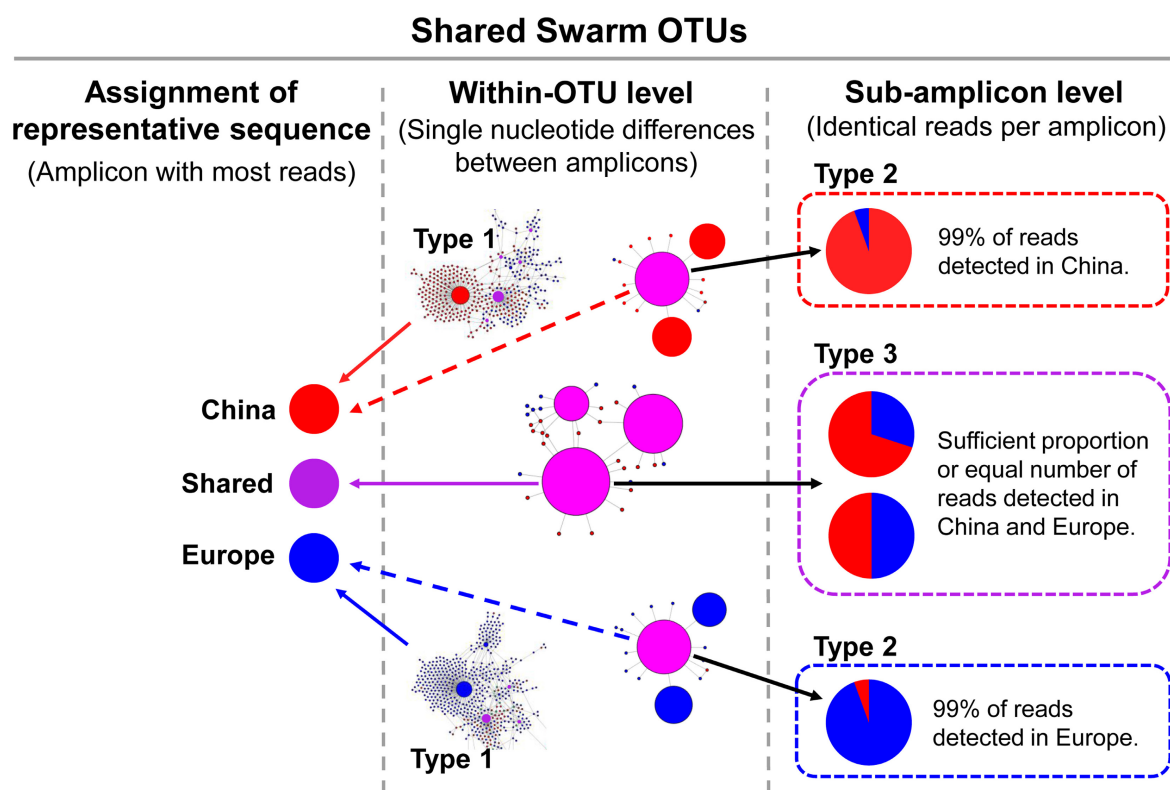 Shared Swarm OTUs
Assignment of
representative sequence
(Amplicon with most reads)
Within-OTU level
(Single nucleotide differences
between amplicons)
Sub-amplicon level
(Identical reads per amplicon)
Type 1
Type 2
99% of reads
detected in China.
China
Shared
Europe
Type 3
Sufficient proportion
or equal number of
reads detected in
China and Europe.
Type 1
Type 2
99% of reads
detected in Europe.